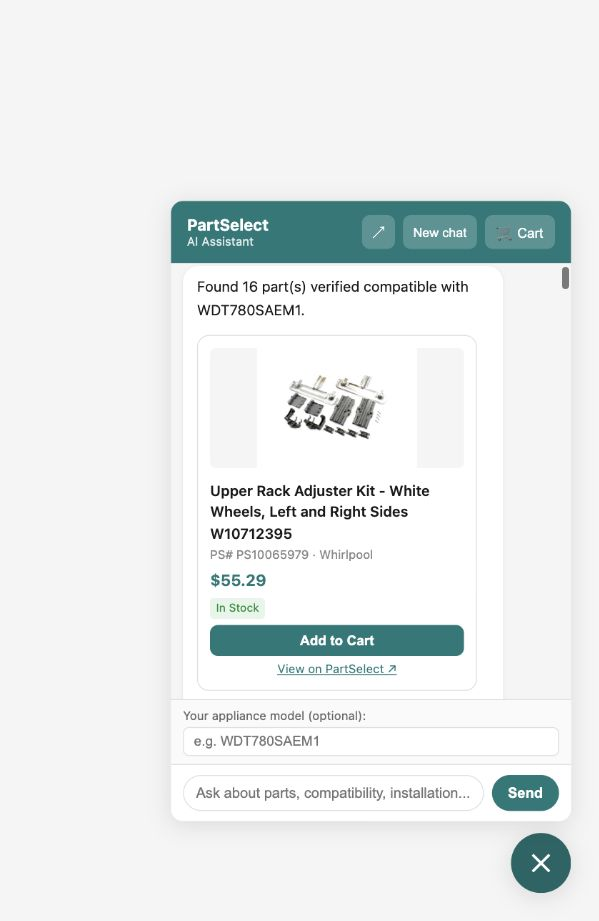 PartSelect
AI Assistant
New chat
Cart
Found 16 part(s) verified compatible with
WDT780SAEM1.
Upper Rack Adjuster Kit - White
Wheels, Left and Right Sides
W10712395
PS# PS10065979 · Whirlpool
$55.29
In Stock
Add to Cart
View on PartSelect ↗
Your appliance model (optional):
e.g. WDT780SAEM1
Ask about parts, compatibility, installation...
Send